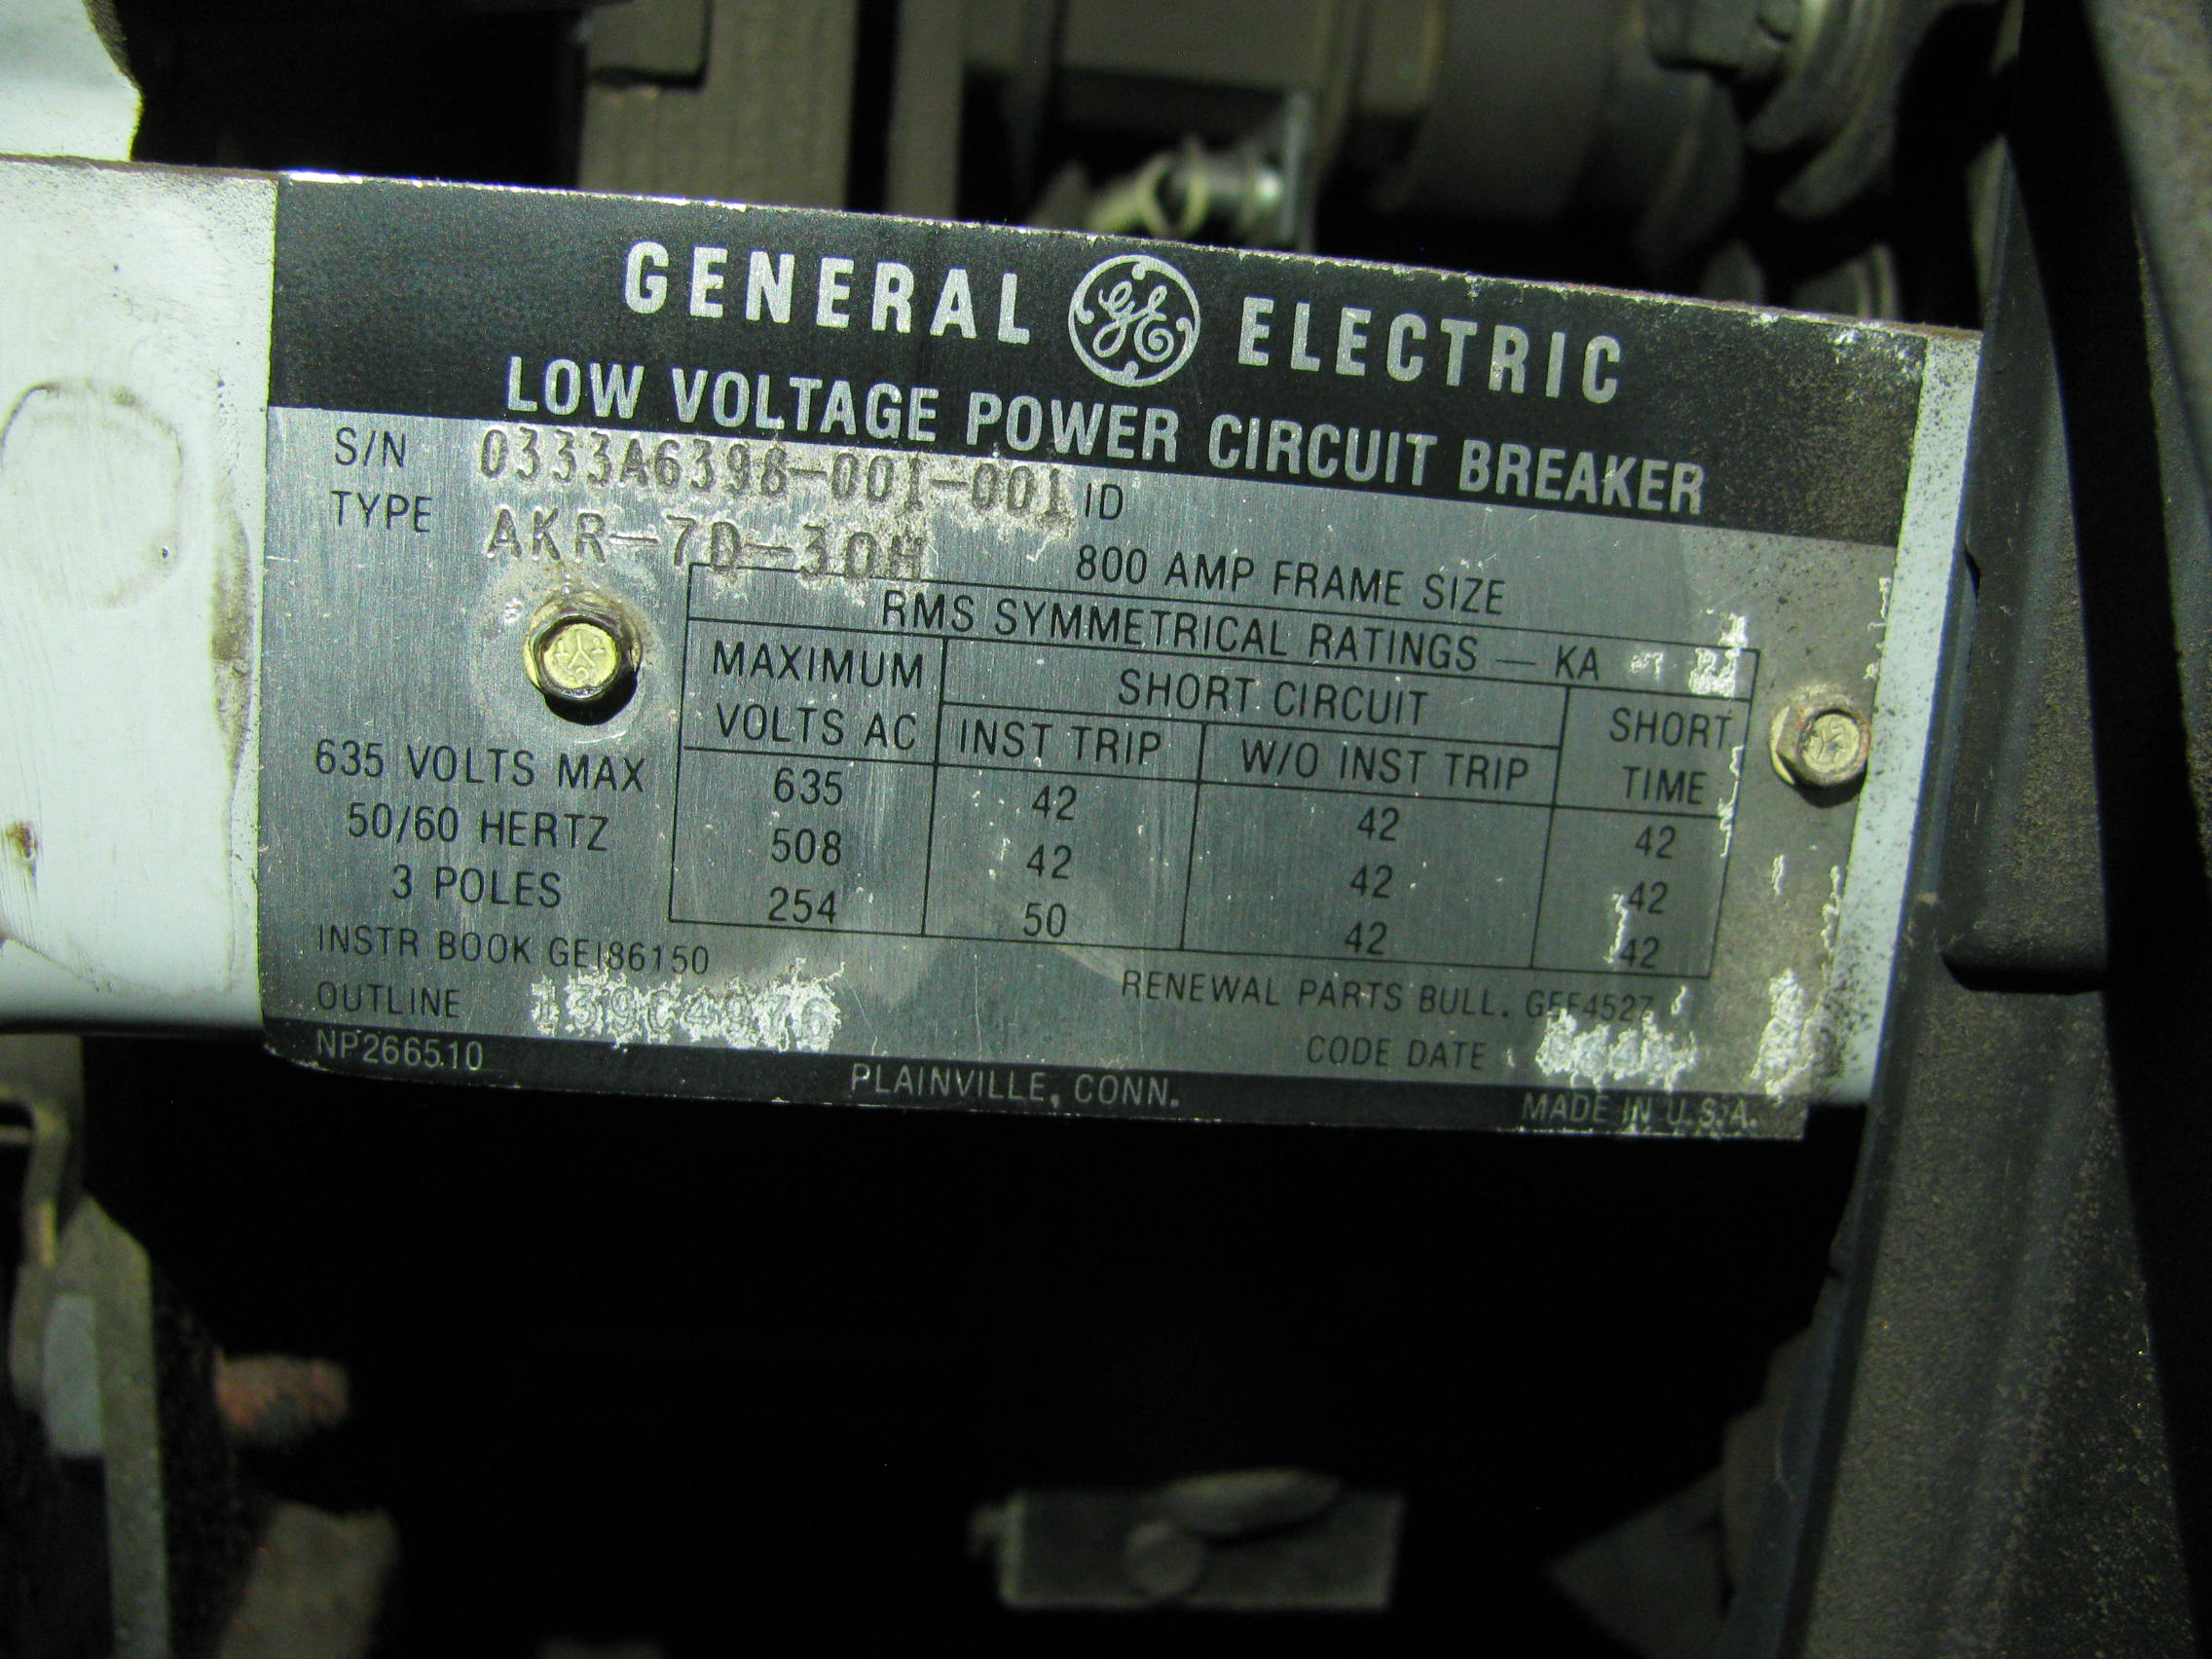 GENERAL GE ELECTRIC
LOW VOLTAGE POWER CIRCUIT BREAKER
S/N 0333A6398-001-001 ID
TYPE AKR-7D-30H 800 AMP FRAME SIZE
RMS SYMMETRICAL RATINGS — KA
MAXIMUM VOLTS AC SHORT CIRCUIT SHORT TIME
INST TRIP W/O INST TRIP
635 42 42 42
508 42 42 42
254 50 42 42
635 VOLTS MAX
50/60 HERTZ
3 POLES
INSTR BOOK GEI86150
RENEWAL PARTS BULL. GEF4527
OUTLINE 139C4976
CODE DATE
NP266510 PLAINVILLE, CONN. MADE IN U.S.A.